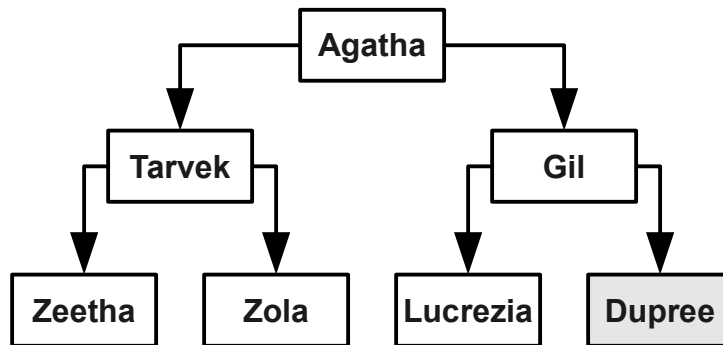 Agatha
Tarvek
Gil
Zeetha
Zola
Lucrezia
Dupree